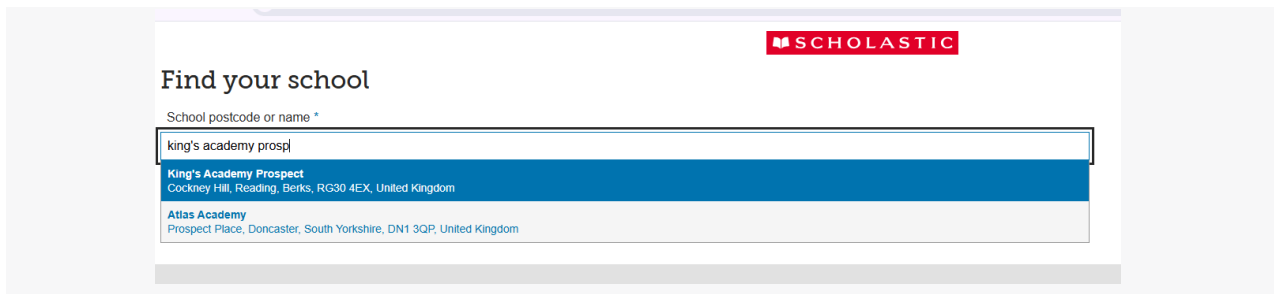 SCHOLASTIC
Find your school
School postcode or name *
king's academy prosp
King's Academy Prospect
Cockney Hill, Reading, Berks, RG30 4EX, United Kingdom
Atlas Academy
Prospect Place, Doncaster, South Yorkshire, DN1 3QP, United Kingdom